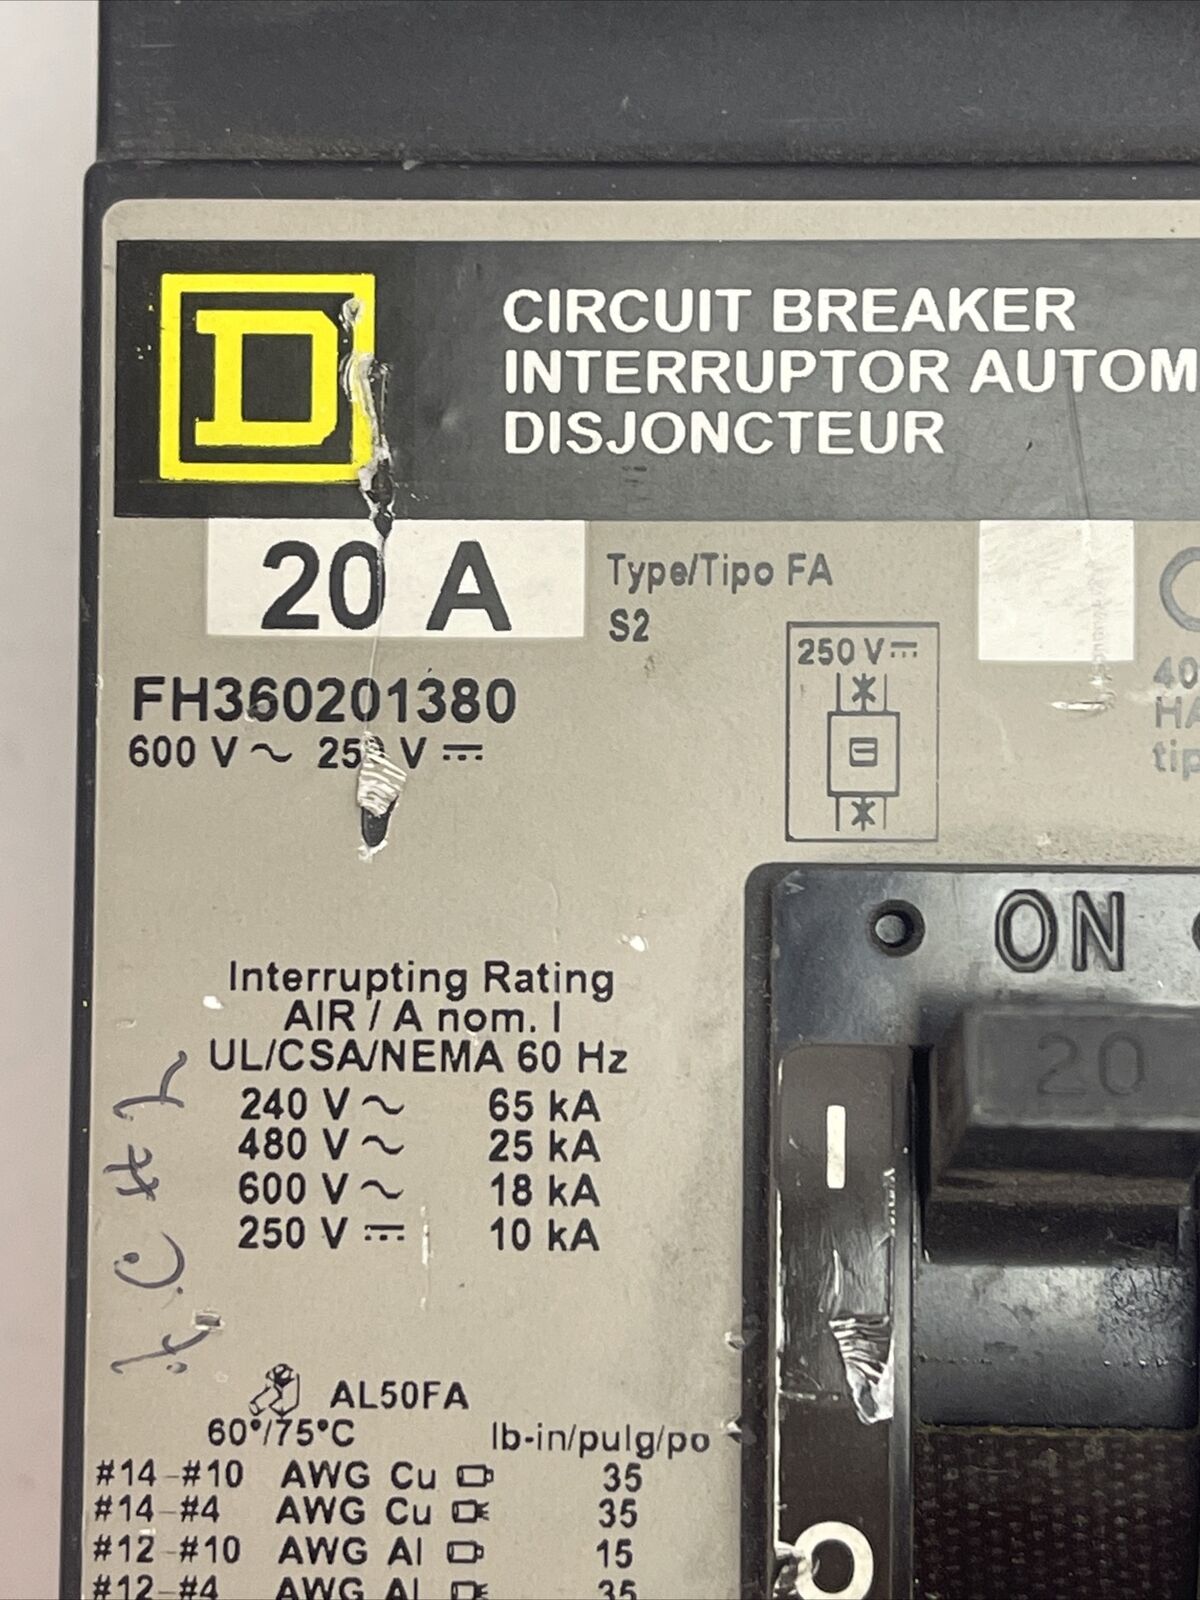 D
CIRCUIT BREAKER
INTERRUPTOR AUTOM
DISJONCTEUR
20 A
Type/Tipo FA
S2
250 V ⎓
FH360201380
600 V ~ 250 V ⎓
40
HA
tip
ON
20
Interrupting Rating
AIR / A nom. I
UL/CSA/NEMA 60 Hz
240 V ~ 65 kA
480 V ~ 25 kA
600 V ~ 18 kA
250 V ⎓ 10 kA
I
O
AL50FA
60°/75°C lb-in/pulg/po
#14-#10 AWG Cu 35
#14-#4 AWG Cu 35
#12-#10 AWG Al 15
#12-#4 AWG Al 35